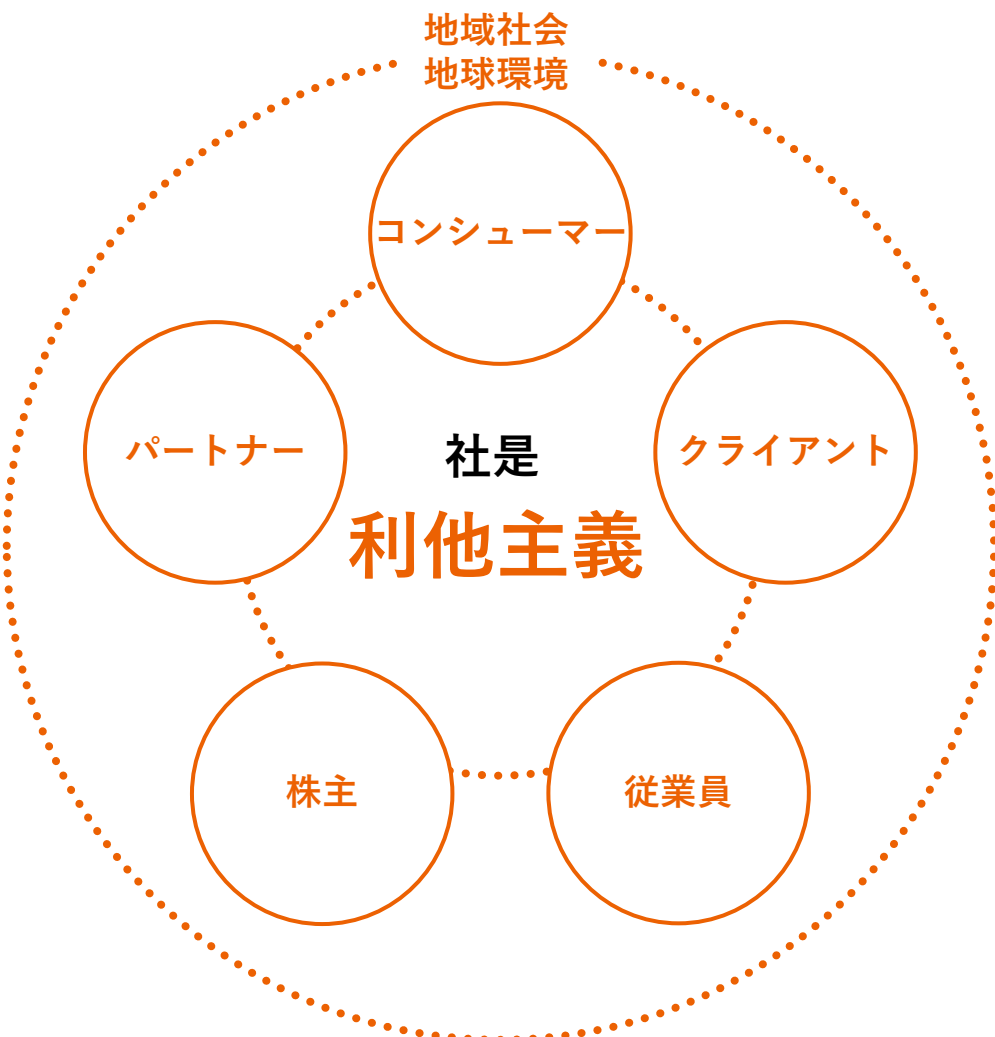 地域社会
地球環境
コンシューマー
パートナー
クライアント
社是
利他主義
株主
従業員